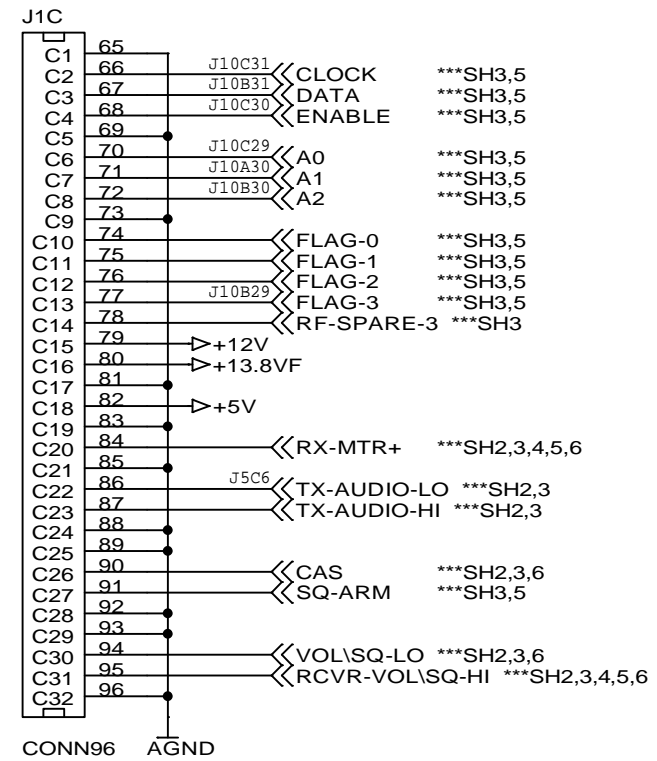 J1C
C1 65
C2 66 J10C31 CLOCK ***SH3,5
C3 67 J10B31 DATA ***SH3,5
C4 68 J10C30 ENABLE ***SH3,5
C5 69
C6 70 J10C29 A0 ***SH3,5
C7 71 J10A30 A1 ***SH3,5
C8 72 J10B30 A2 ***SH3,5
C9 73
C10 74 FLAG-0 ***SH3,5
C11 75 FLAG-1 ***SH3,5
C12 76 FLAG-2 ***SH3,5
C13 77 J10B29 FLAG-3 ***SH3,5
C14 78 RF-SPARE-3 ***SH3
C15 79 +12V
C16 80 +13.8VF
C17 81
C18 82 +5V
C19 83
C20 84 RX-MTR+ ***SH2,3,4,5,6
C21 85
C22 86 J5C6 TX-AUDIO-LO ***SH2,3
C23 87 TX-AUDIO-HI ***SH2,3
C24 88
C25 89
C26 90 CAS ***SH2,3,6
C27 91 SQ-ARM ***SH3,5
C28 92
C29 93
C30 94 VOL\SQ-LO ***SH2,3,6
C31 95 RCVR-VOL\SQ-HI ***SH2,3,4,5,6
C32 96
CONN96 AGND